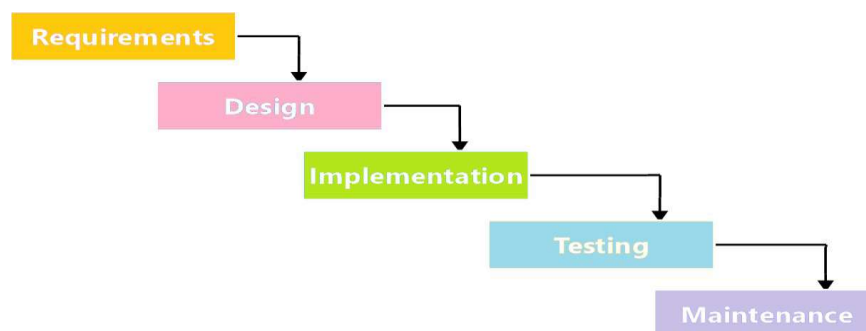 Requirements
Design
Implementation
Testing
Maintenance